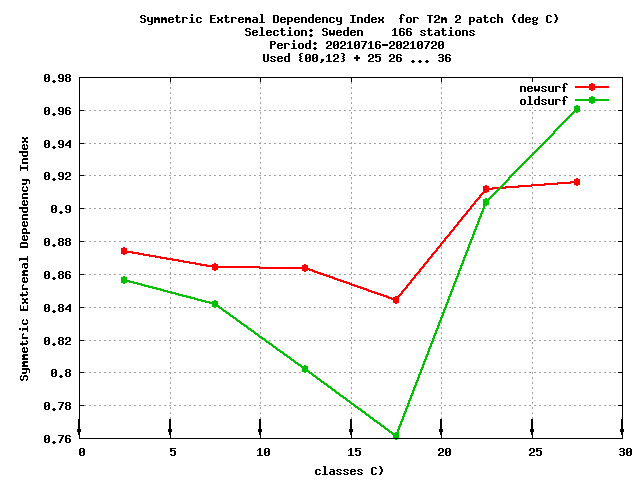 Symmetric Extremal Dependency Index  for T2m 2 patch (deg C)
Selection: Sweden    166 stations
Period: 20210716-20210720
Used {00,12} + 25 26 ... 36
newsurf
oldsurf
Symmetric Extremal Dependency Index
0.98
0.96
0.94
0.92
0.9
0.88
0.86
0.84
0.82
0.8
0.78
0.76
0 5 10 15 20 25 30
classes C)